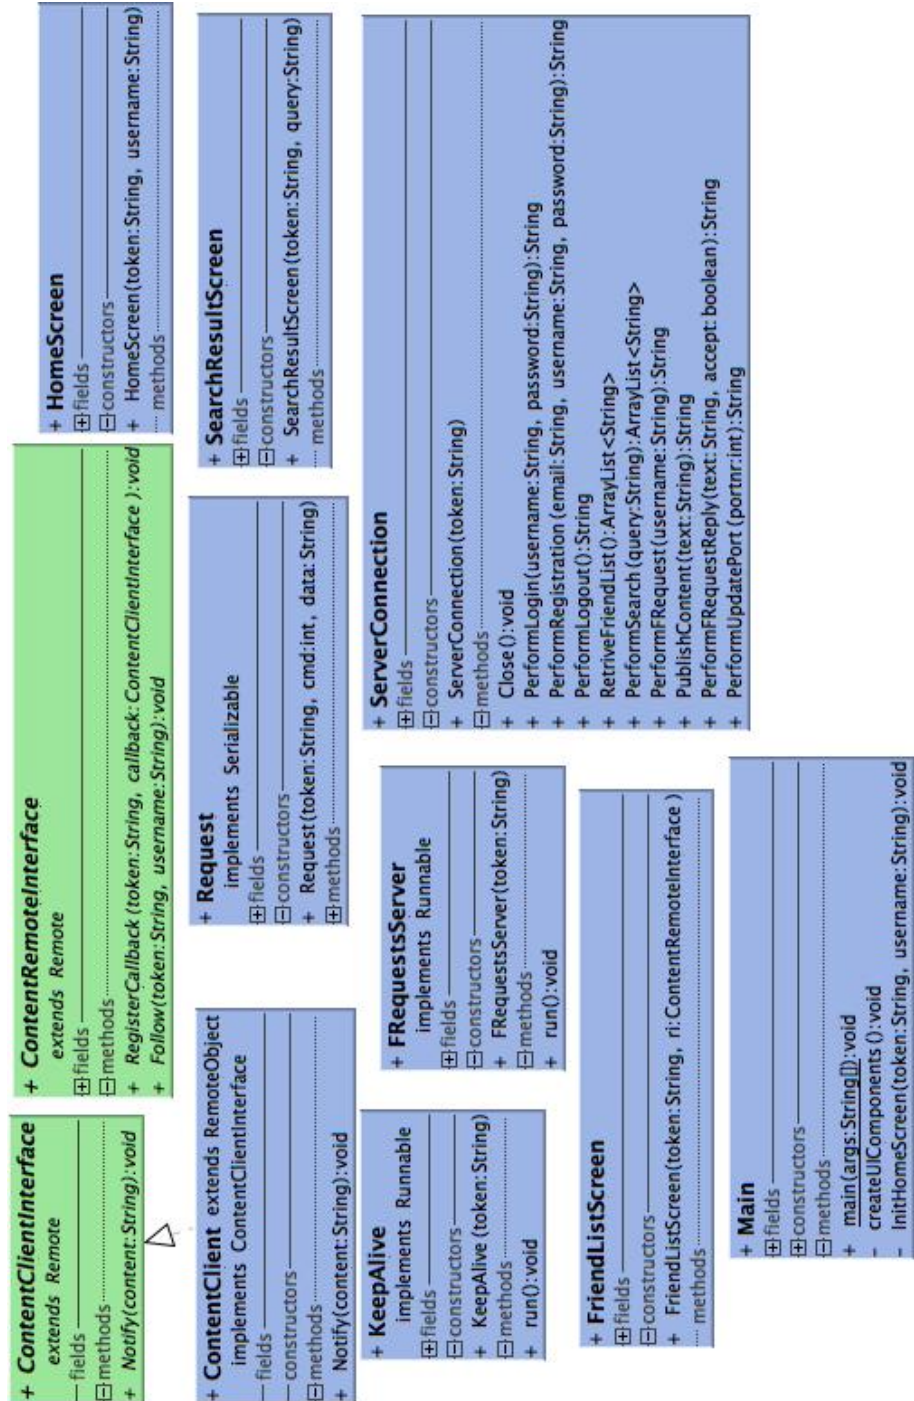 + ContentClientInterface
extends Remote
fields
methods
+ Notify(content:String):void
+ ContentRemoteInterface
extends Remote
fields
methods
+ RegisterCallback (token:String, callback:ContentClientInterface ):void
+ Follow(token:String, username:String):void
+ HomeScreen
fields
constructors
+ HomeScreen(token:String, username:String)
methods
+ ContentClient extends RemoteObject
implements ContentClientInterface
fields
constructors
methods
+ Notify(content:String):void
+ Request
implements Serializable
fields
constructors
+ Request(token:String, cmd:int, data:String)
methods
+ SearchResultScreen
fields
constructors
+ SearchResultScreen(token:String, query:String)
methods
+ KeepAlive
implements Runnable
fields
constructors
+ KeepAlive (token:String)
methods
+ run():void
+ FRequestsServer
implements Runnable
fields
constructors
+ FRequestsServer(token:String)
methods
+ run():void
+ ServerConnection
fields
constructors
+ ServerConnection(token:String)
methods
+ Close():void
+ PerformLogin(username:String, password:String):String
+ PerformRegistration(email:String, username:String, password:String):String
+ PerformLogout():String
+ RetriveFriendList():ArrayList<String>
+ PerformSearch(query:String):ArrayList<String>
+ PerformFRequest(username:String):String
+ PublishContent(text:String):String
+ PerformFRequestReply(text:String, accept:boolean):String
+ PerformUpdatePort (portnr:int):String
+ FriendListScreen
fields
constructors
+ FriendListScreen(token:String, ri:ContentRemoteInterface )
methods
+ Main
fields
constructors
methods
+ main(args:String[]):void
- createUIComponents ():void
- InitHomeScreen(token:String, username:String):void